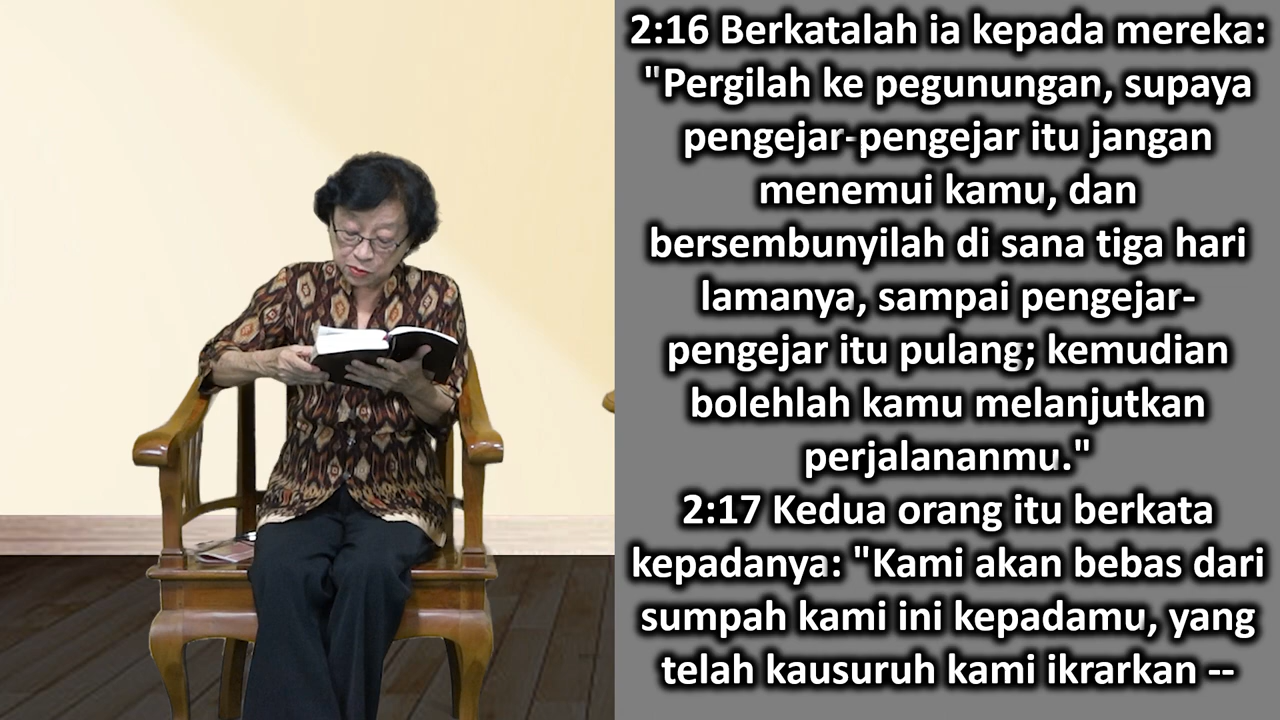 2:16 Berkatalah ia kepada mereka:
"Pergilah ke pegunungan, supaya
pengejar-pengejar itu jangan
menemui kamu, dan
bersembunyilah di sana tiga hari
lamanya, sampai pengejar-
pengejar itu pulang; kemudian
bolehlah kamu melanjutkan
perjalananmu."
2:17 Kedua orang itu berkata
kepadanya: "Kami akan bebas dari
sumpah kami ini kepadamu, yang
telah kausuruh kami ikrarkan --